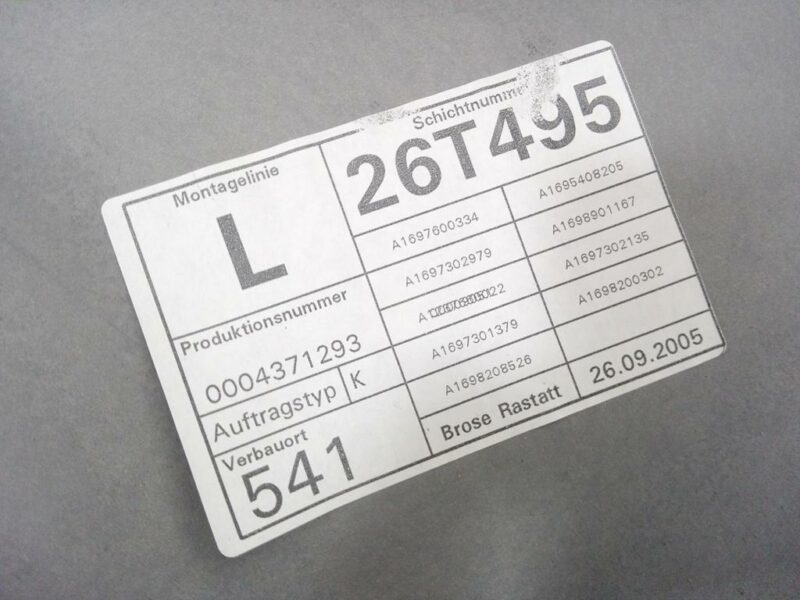 Montagelinie
L
Schichtnummer
26T495
A1697600334
A1695408205
A1697302979
A1698901167
A1697302135
A1697301379
A1698200302
A1698208526
Produktionsnummer
0004371293
Auftragstyp K
Verbauort
541
Brose Rastatt
26.09.2005